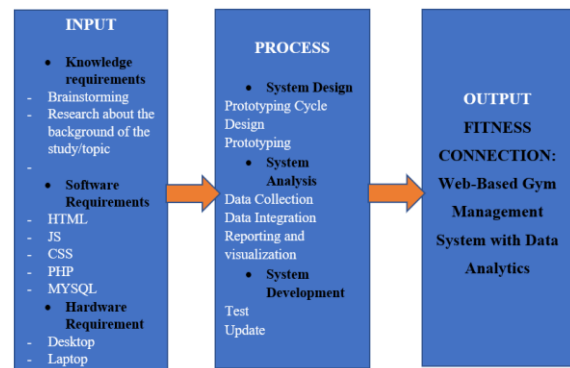 INPUT
• Knowledge
requirements
- Brainstorming
- Research about the
background of the
study/topic
-
• Software
Requirements
- HTML
- JS
- CSS
- PHP
- MYSQL
• Hardware
Requirement
- Desktop
- Laptop
PROCESS
• System Design
Prototyping Cycle
Design
Prototyping
• System
Analysis
Data Collection
Data Integration
Reporting and
visualization
• System
Development
Test
Update
OUTPUT
FITNESS
CONNECTION:
Web-Based Gym
Management
System with Data
Analytics